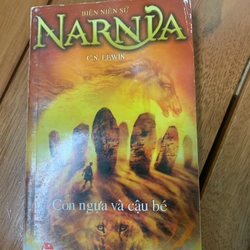 BIÊN NIÊN SỬ
NARNIA
C.S. LEWIS
Con ngựa và cậu bé